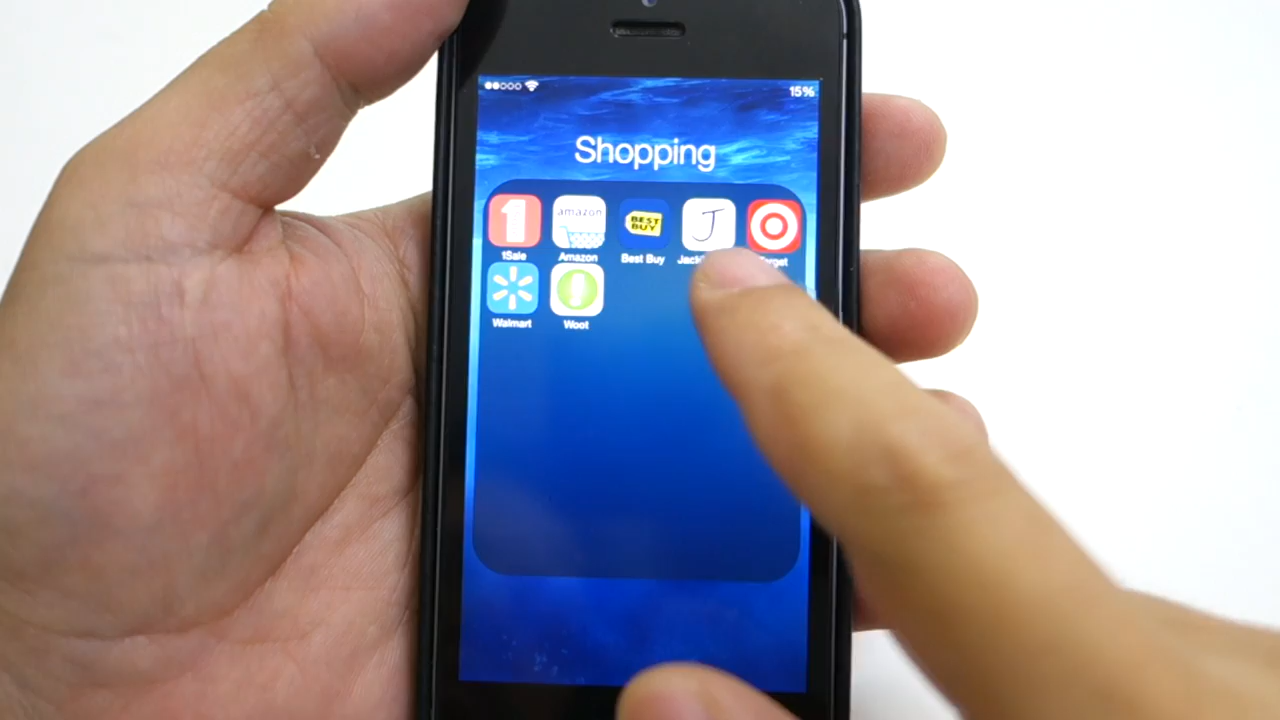 15%
Shopping
1
amazon
BEST
BUY
J
1Sale
Amazon
Best Buy
Walmart
Woot